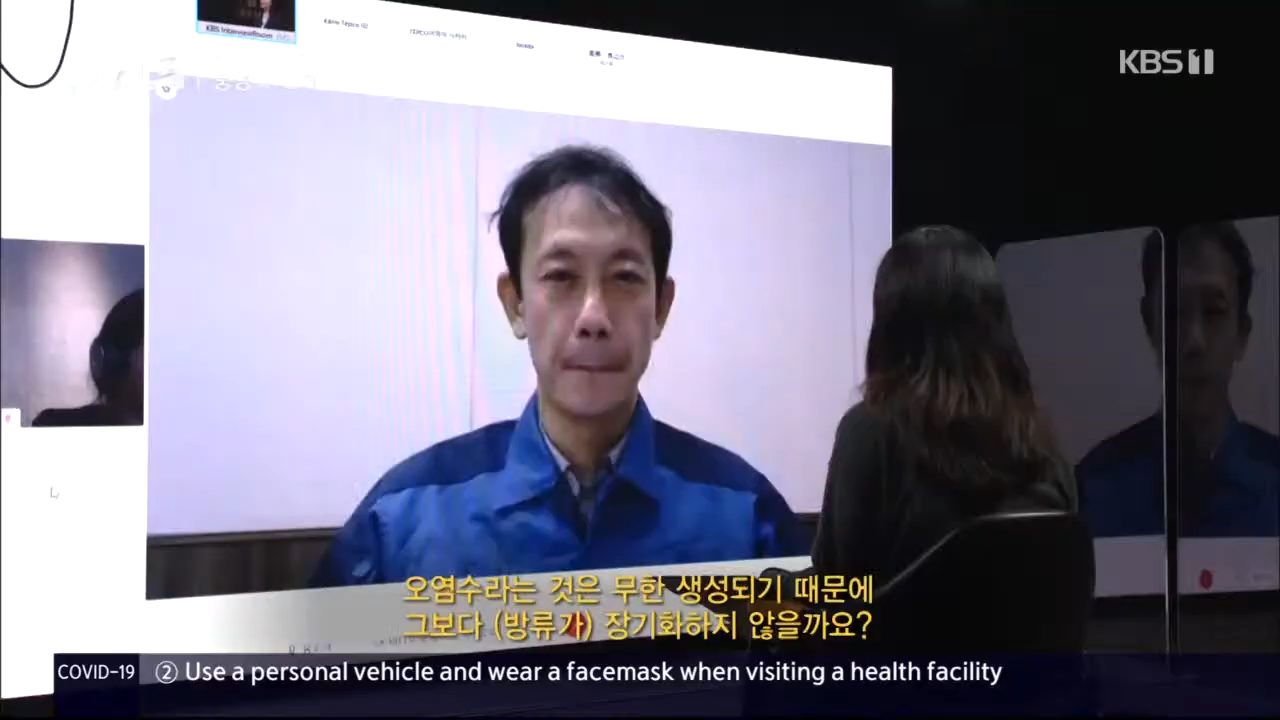 KBS InterviewRoom
KBS 1
오염수라는 것은 무한 생성되기 때문에
그보다 (방류가) 장기화하지 않을까요?
COVID-19 ② Use a personal vehicle and wear a facemask when visiting a health facility